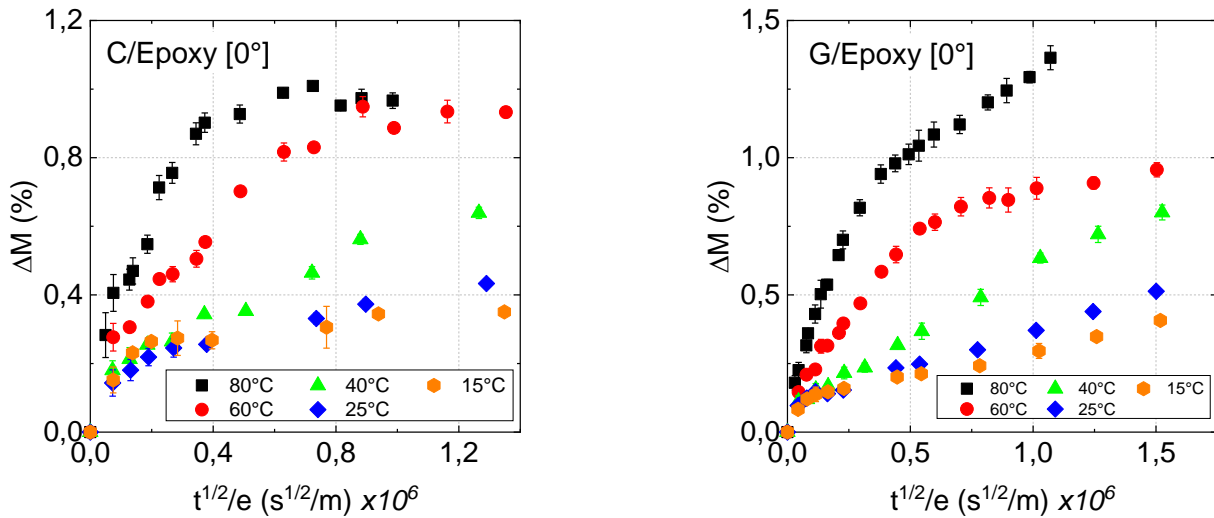 C/Epoxy [0°]
ΔM (%)
1,2
0,8
0,4
0,0
80°C 40°C 15°C
60°C 25°C
0,0 0,4 0,8 1,2
t^1/2/e (s^1/2/m) x10^6
G/Epoxy [0°]
ΔM (%)
1,5
1,0
0,5
0,0
80°C 40°C 15°C
60°C 25°C
0,0 0,5 1,0 1,5
t^1/2/e (s^1/2/m) x10^6